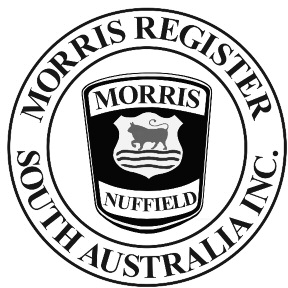 MORRIS REGISTER
MORRIS
NUFFIELD
SOUTH AUSTRALIA INC.